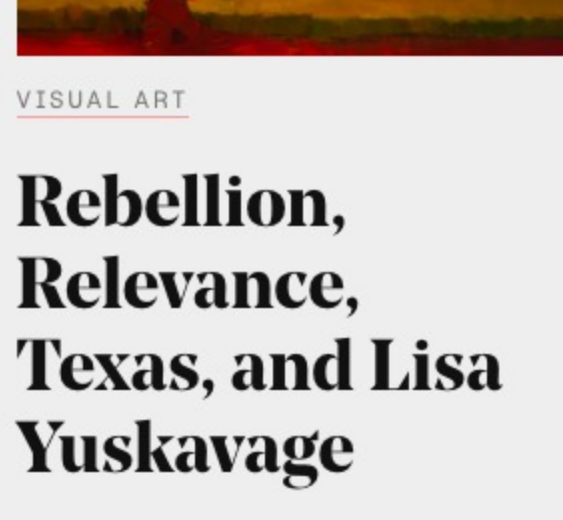 VISUAL ART
Rebellion,
Relevance,
Texas, and Lisa
Yuskavage